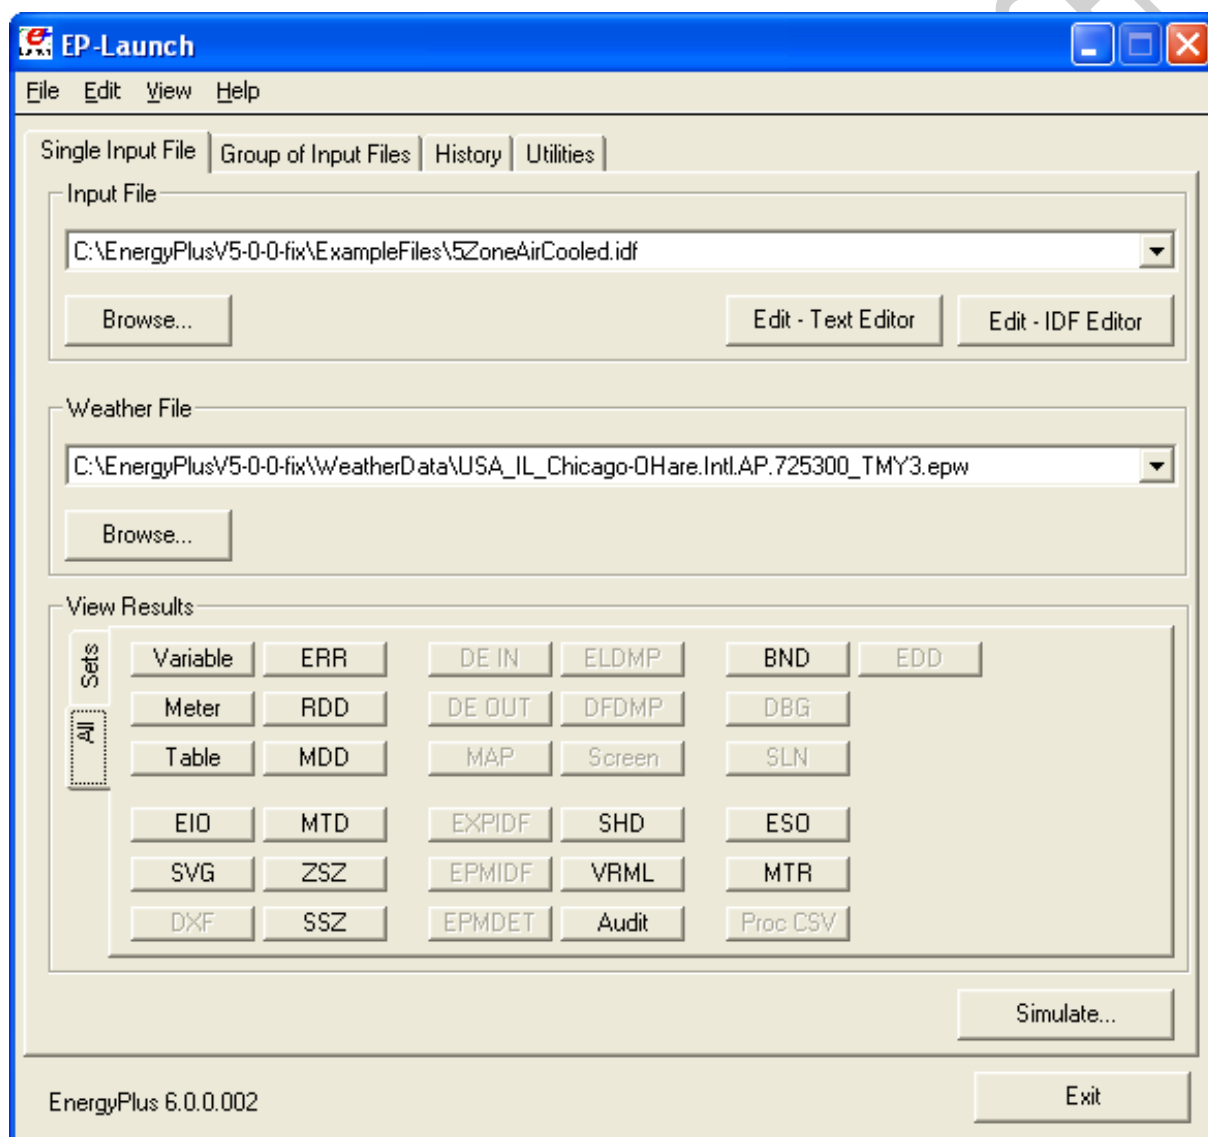 EP-Launch
File Edit View Help
Single Input File Group of Input Files History Utilities
Input File
C:\EnergyPlusV5-0-0-fix\ExampleFiles\5ZoneAirCooled.idf
Browse... Edit - Text Editor Edit - IDF Editor
Weather File
C:\EnergyPlusV5-0-0-fix\WeatherData\USA_IL_Chicago-OHare.Intl.AP.725300_TMY3.epw
Browse...
View Results
Sets
All
Variable ERR DE IN ELDMP BND EDD
Meter RDD DE OUT DFDMP DBG
Table MDD MAP Screen SLN
EIO MTD EXPIDF SHD ESO
SVG ZSZ EPMIDF VRML MTR
DXF SSZ EPMDET Audit Proc CSV
Simulate...
EnergyPlus 6.0.0.002 Exit